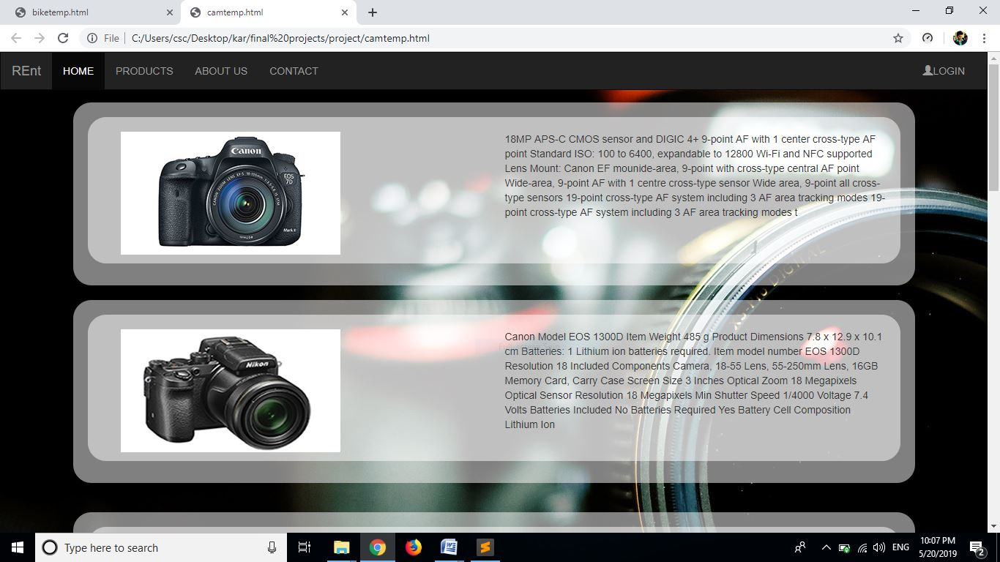 biketemp.html
camtemp.html
File C:/Users/csc/Desktop/kar/final%20projects/project/camtemp.html
REnt HOME PRODUCTS ABOUT US CONTACT LOGIN
Canon
EOS
7D
Mark II
18MP APS-C CMOS sensor and DIGIC 4+ 9-point AF with 1 center cross-type AF
point Standard ISO: 100 to 6400, expandable to 12800 Wi-Fi and NFC supported
Lens Mount: Canon EF mounide-area, 9-point with cross-type central AF point
Wide-area, 9-point AF with 1 centre cross-type sensor Wide area, 9-point all cross-
type sensors 19-point cross-type AF system including 3 AF area tracking modes 19-
point cross-type AF system including 3 AF area tracking modes t
DIGITAL
Nikon
Canon Model EOS 1300D Item Weight 485 g Product Dimensions 7.8 x 12.9 x 10.1
cm Batteries: 1 Lithium ion batteries required. Item model number EOS 1300D
Resolution 18 Included Components Camera, 18-55 Lens, 55-250mm Lens, 16GB
Memory Card, Carry Case Screen Size 3 Inches Optical Zoom 18 Megapixels
Optical Sensor Resolution 18 Megapixels Min Shutter Speed 1/4000 Voltage 7.4
Volts Batteries Included No Batteries Required Yes Battery Cell Composition
Lithium Ion
Type here to search
ENG
10:07 PM
5/20/2019
2